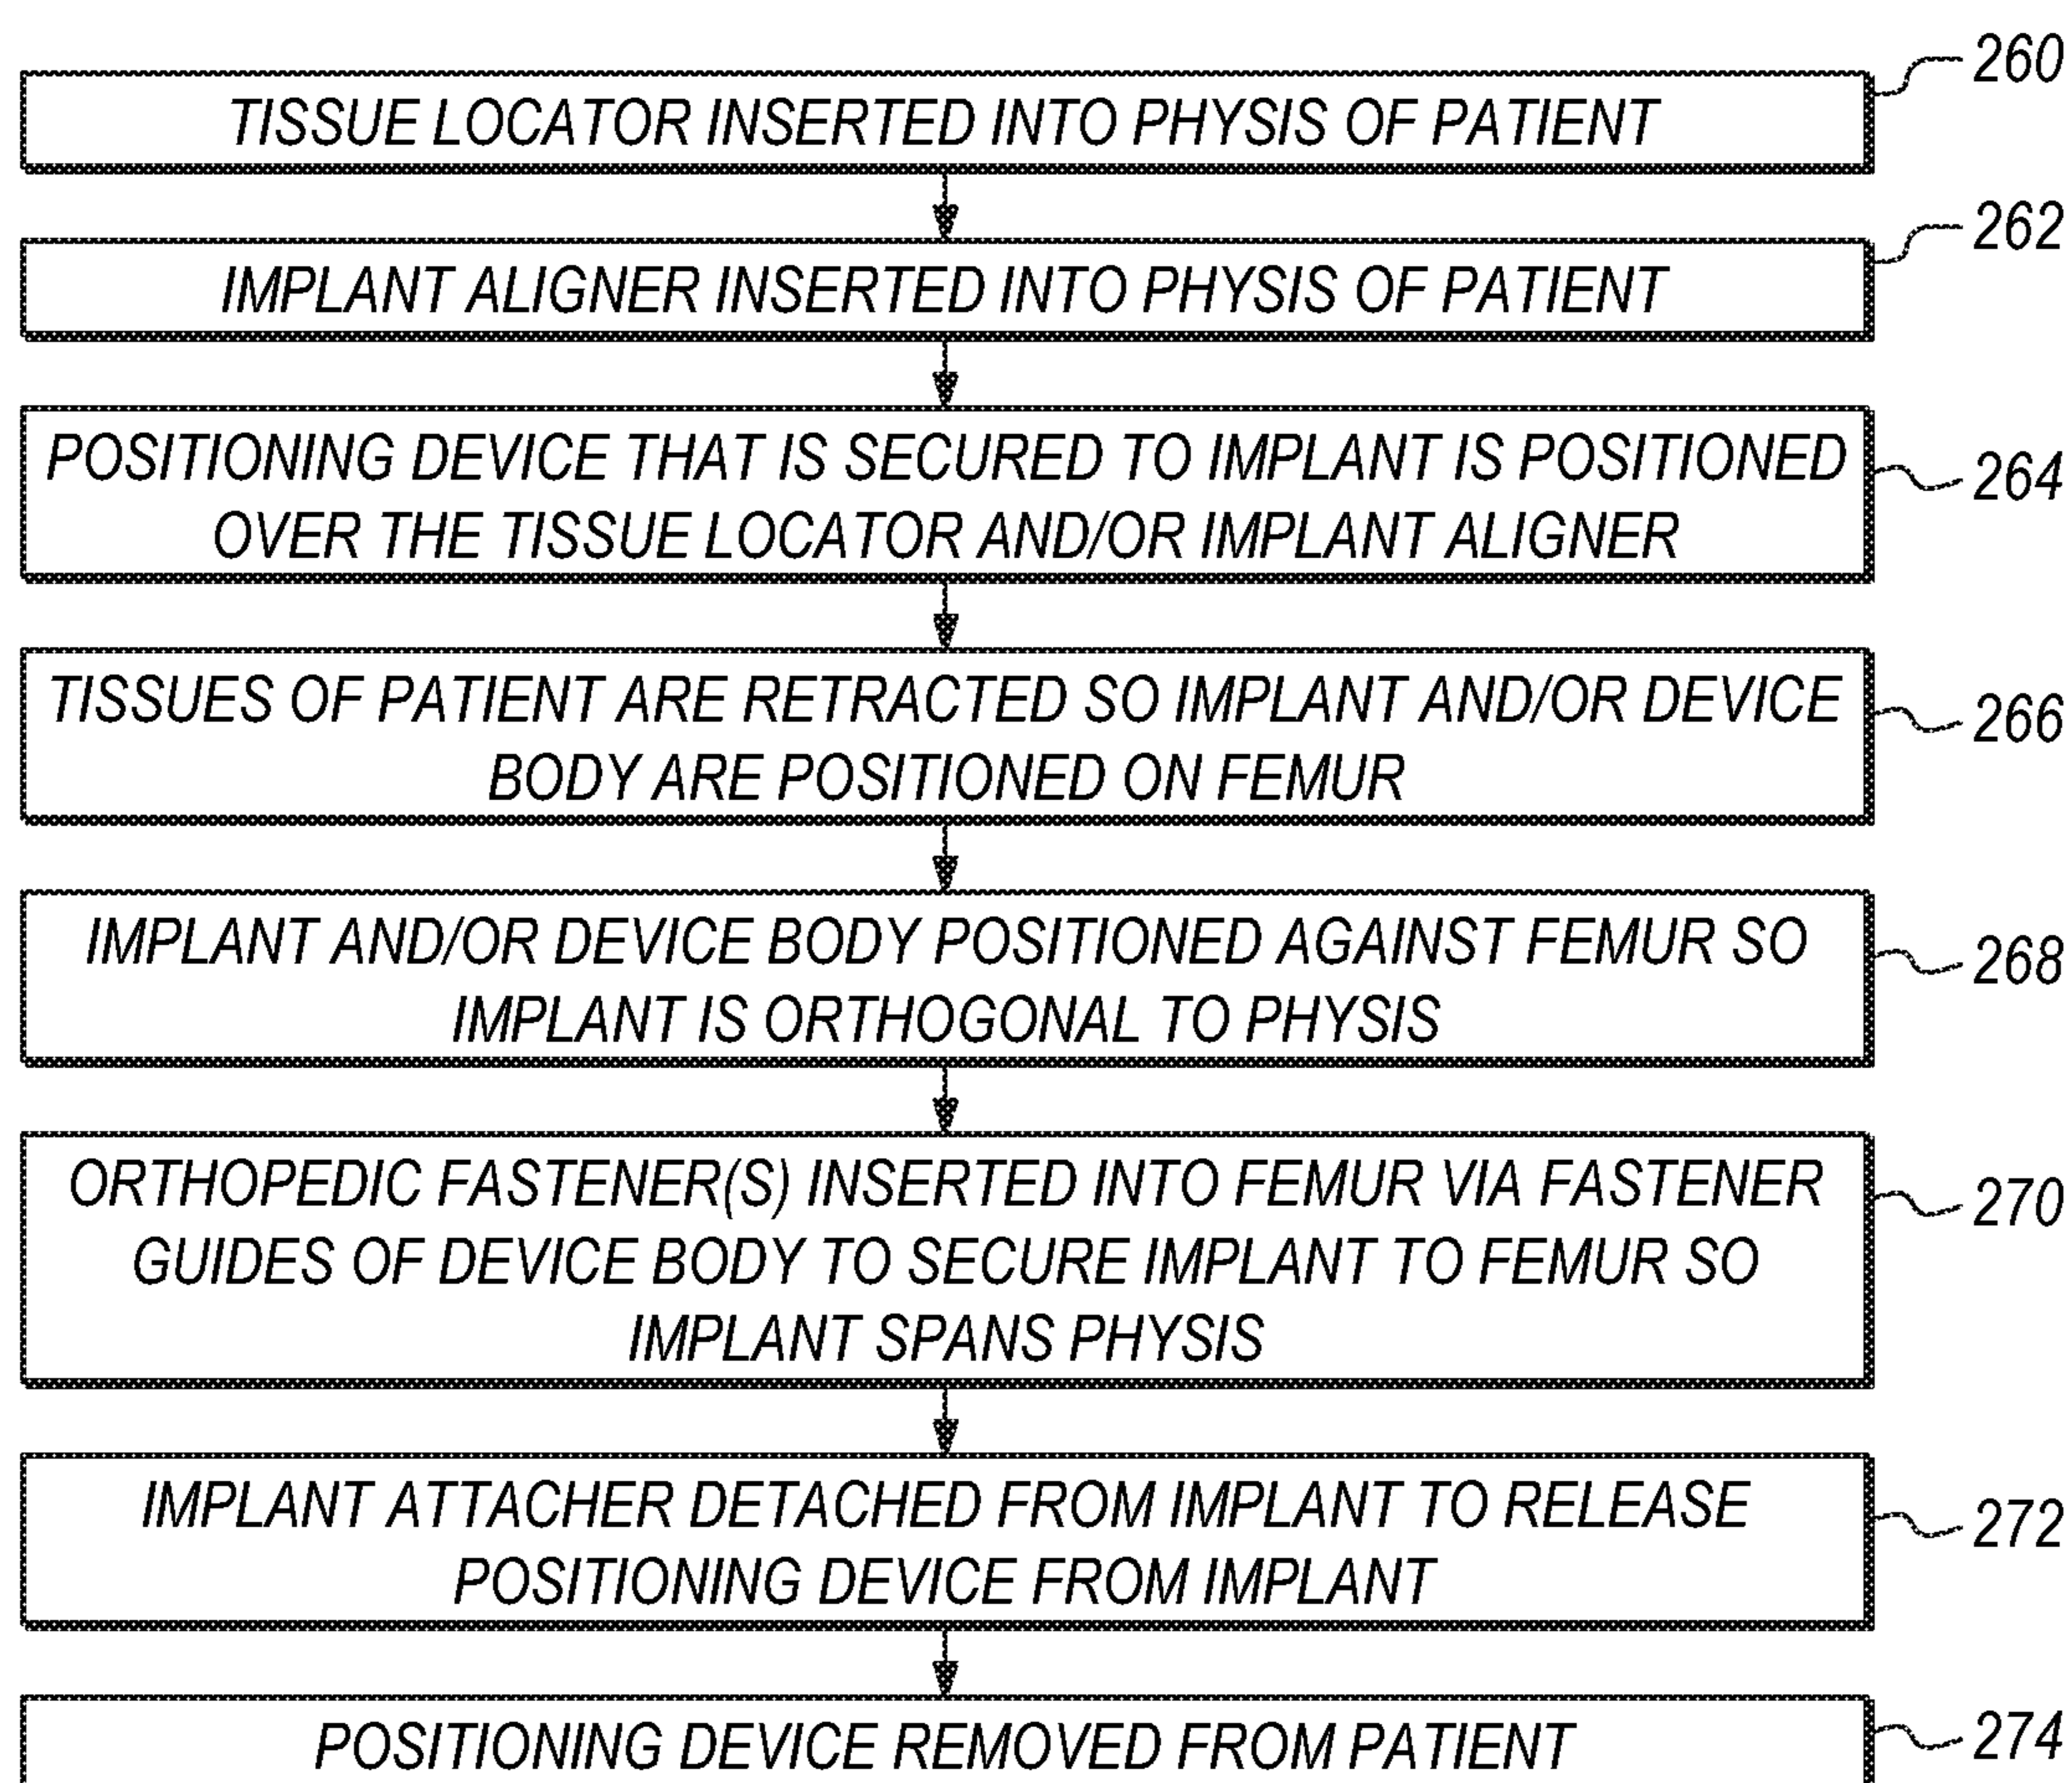 260
TISSUE LOCATOR INSERTED INTO PHYSIS OF PATIENT
262
IMPLANT ALIGNER INSERTED INTO PHYSIS OF PATIENT
POSITIONING DEVICE THAT IS SECURED TO IMPLANT IS POSITIONED
OVER THE TISSUE LOCATOR AND/OR IMPLANT ALIGNER
264
TISSUES OF PATIENT ARE RETRACTED SO IMPLANT AND/OR DEVICE
BODY ARE POSITIONED ON FEMUR
266
IMPLANT AND/OR DEVICE BODY POSITIONED AGAINST FEMUR SO
IMPLANT IS ORTHOGONAL TO PHYSIS
268
ORTHOPEDIC FASTENER(S) INSERTED INTO FEMUR VIA FASTENER
GUIDES OF DEVICE BODY TO SECURE IMPLANT TO FEMUR SO
IMPLANT SPANS PHYSIS
270
IMPLANT ATTACHER DETACHED FROM IMPLANT TO RELEASE
POSITIONING DEVICE FROM IMPLANT
272
POSITIONING DEVICE REMOVED FROM PATIENT
274